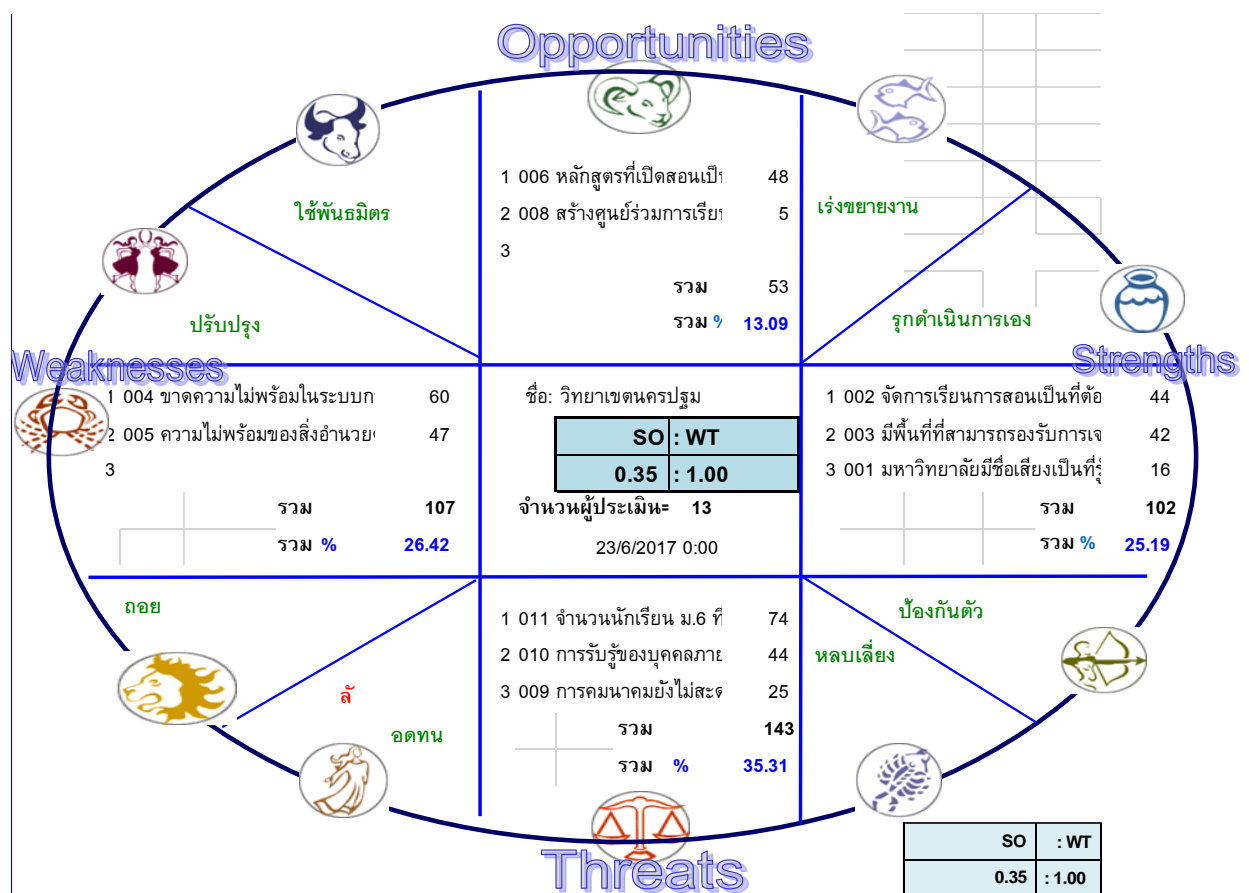 Opportunities
1 006 หลักสูตรที่เปิดสอนเป็ 48
ใช้พันธมิตร
2 008 สร้างศูนย์ร่วมการเรีย 5
เร่งขยายงาน
3
รวม 53
ปรับปรุง
รวม % 13.09
รุกดำเนินการเอง
Weaknesses
Strengths
1 004 ขาดความไม่พร้อมในระบบก 60
2 005 ความไม่พร้อมของสิ่งอำนวย 47
3
รวม 107
รวม % 26.42
ชื่อ: วิทยาเขตนครปฐม
SO : WT
0.35 : 1.00
จำนวนผู้ประเมิน= 13
23/6/2017 0:00
1 002 จัดการเรียนการสอนเป็นที่ต้อ 44
2 003 มีพื้นที่ที่สามารถรองรับการเจ 42
3 001 มหาวิทยาลัยมีชื่อเสียงเป็นที่รู้ 16
รวม 102
รวม % 25.19
ถอย
ลั
อดทน
1 011 จำนวนนักเรียน ม.6 ที่ 74
2 010 การรับรู้ของบุคคลภาย 44
3 009 การคมนาคมยังไม่สะด 25
รวม 143
รวม % 35.31
ป้องกันตัว
หลบเลี่ยง
Threats
SO : WT
0.35 : 1.00